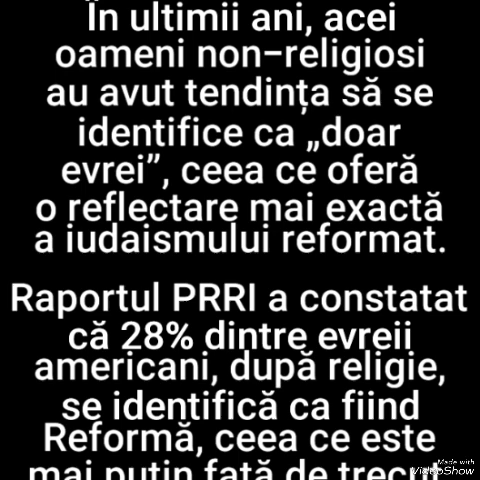 În ultimii ani, acei
oameni non-religiosi
au avut tendința să se
identifice ca „doar
evrei”, ceea ce oferă
o reflectare mai exactă
a iudaismului reformat.
Raportul PRRI a constatat
că 28% dintre evreii
americani, după religie,
se identifică ca fiind
Reformă, ceea ce este
mai puțin față de trecut
Made with
VideoShow